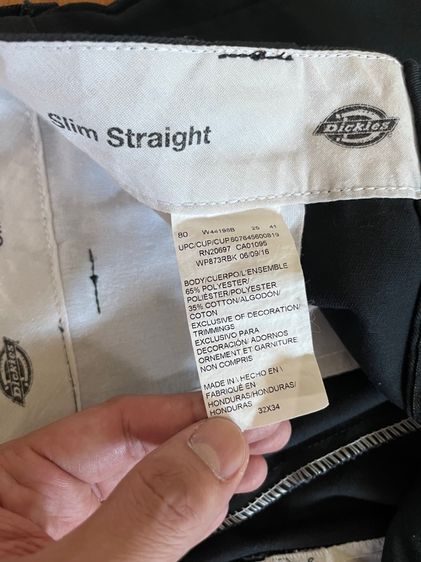 Slim Straight
Dickies
80 W44198B 25 41
UPC/CUP/CUP 607645600819
RN20697 CA01095
WP873RBK 06/09/16
BODY/CUERPO/L'ENSEMBLE
65% POLYESTER/
POLIÉSTER/POLYESTER
35% COTTON/ALGODÓN/
COTON
EXCLUSIVE OF DECORATION/
TRIMMINGS
EXCLUSIVO PARA
DECORACIÓN/ ADORNOS
ORNEMENT ET GARNITURE
NON COMPRIS
MADE IN \ HECHO EN \
FABRIQUÉ EN
HONDURAS/HONDURAS/
HONDURAS 32X34